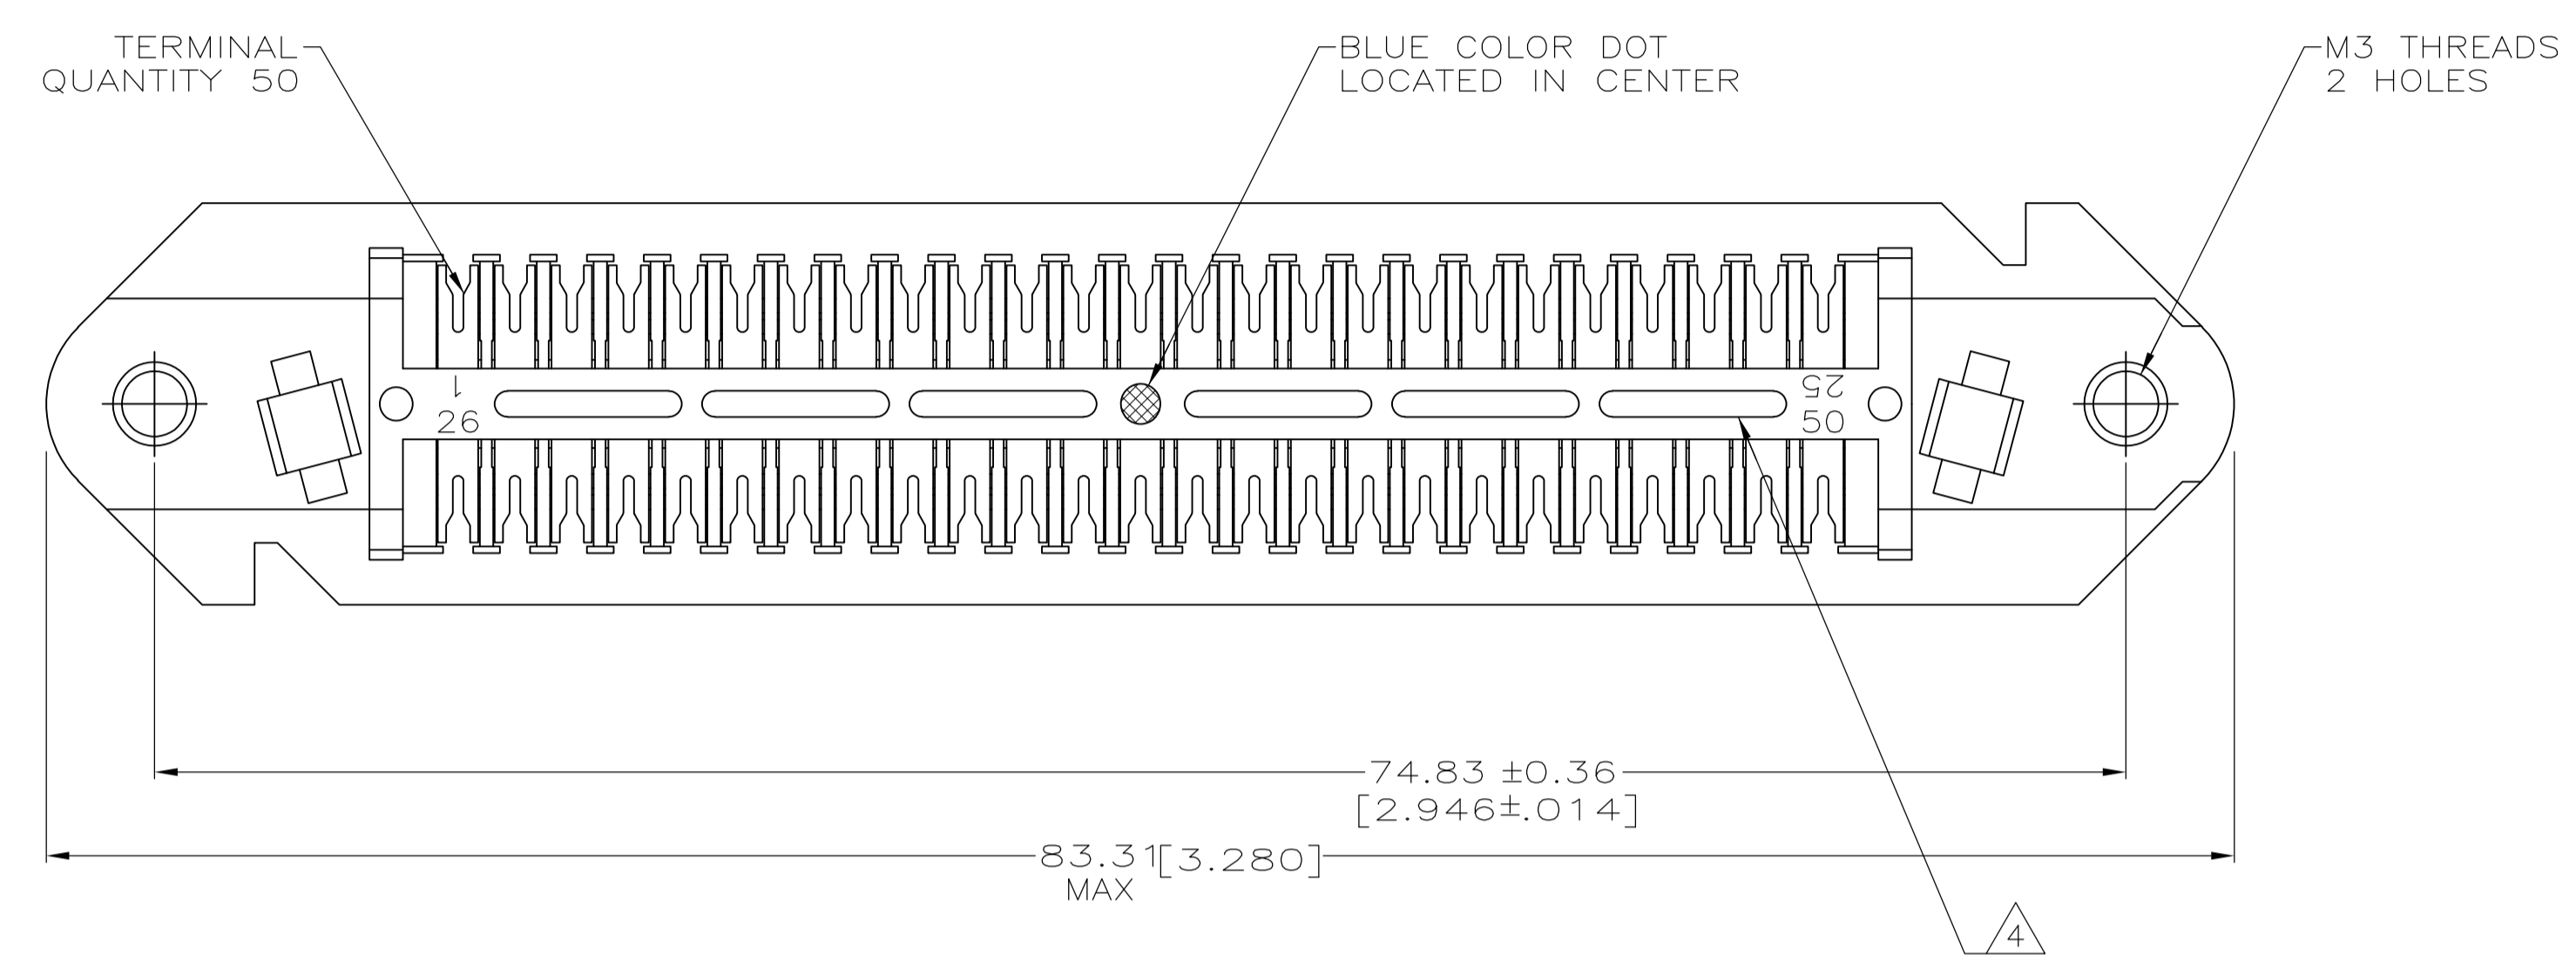 TERMINAL
QUANTITY 50
BLUE COLOR DOT
LOCATED IN CENTER
M3 THREADS
2 HOLES
1
25
26
50
74.83 ±0.36
[2.946±.014]
83.31[3.280]
MAX
4